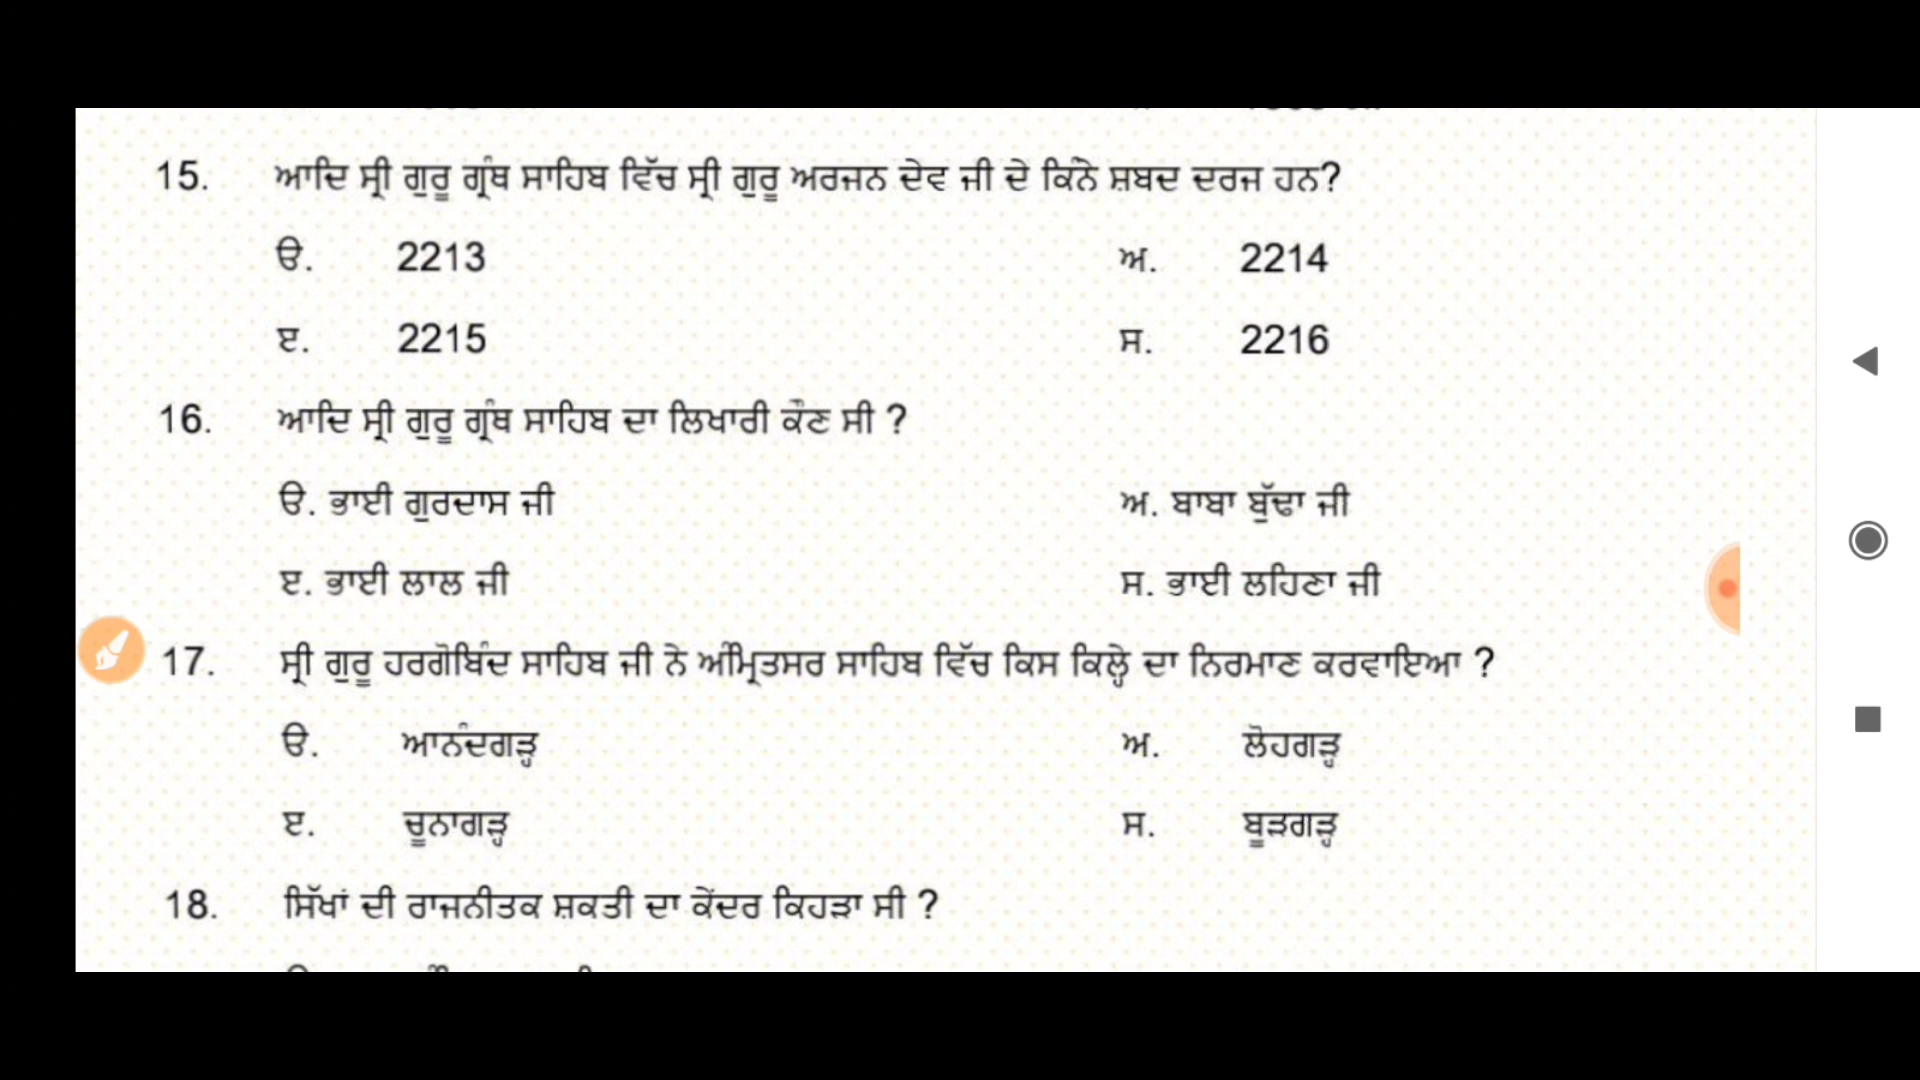 15. ਆਦਿ ਸ੍ਰੀ ਗੁਰੂ ਗ੍ਰੰਥ ਸਾਹਿਬ ਵਿੱਚ ਸ੍ਰੀ ਗੁਰੂ ਅਰਜਨ ਦੇਵ ਜੀ ਦੇ ਕਿੰਨੇ ਸ਼ਬਦ ਦਰਜ ਹਨ?
ੳ. 2213 ਅ. 2214
ੲ. 2215 ਸ. 2216
16. ਆਦਿ ਸ੍ਰੀ ਗੁਰੂ ਗ੍ਰੰਥ ਸਾਹਿਬ ਦਾ ਲਿਖਾਰੀ ਕੌਣ ਸੀ ?
ੳ. ਭਾਈ ਗੁਰਦਾਸ ਜੀ ਅ. ਬਾਬਾ ਬੁੱਢਾ ਜੀ
ੲ. ਭਾਈ ਲਾਲ ਜੀ ਸ. ਭਾਈ ਲਹਿਣਾ ਜੀ
17. ਸ੍ਰੀ ਗੁਰੂ ਹਰਗੋਬਿੰਦ ਸਾਹਿਬ ਜੀ ਨੇ ਅੰਮ੍ਰਿਤਸਰ ਸਾਹਿਬ ਵਿੱਚ ਕਿਸ ਕਿਲ੍ਹੇ ਦਾ ਨਿਰਮਾਣ ਕਰਵਾਇਆ ?
ੳ. ਆਨੰਦਗੜ੍ਹ ਅ. ਲੋਹਗੜ੍ਹ
ੲ. ਚੂਨਾਗੜ੍ਹ ਸ. ਬੂੜਗੜ੍ਹ
18. ਸਿੱਖਾਂ ਦੀ ਰਾਜਨੀਤਕ ਸ਼ਕਤੀ ਦਾ ਕੇਂਦਰ ਕਿਹੜਾ ਸੀ ?